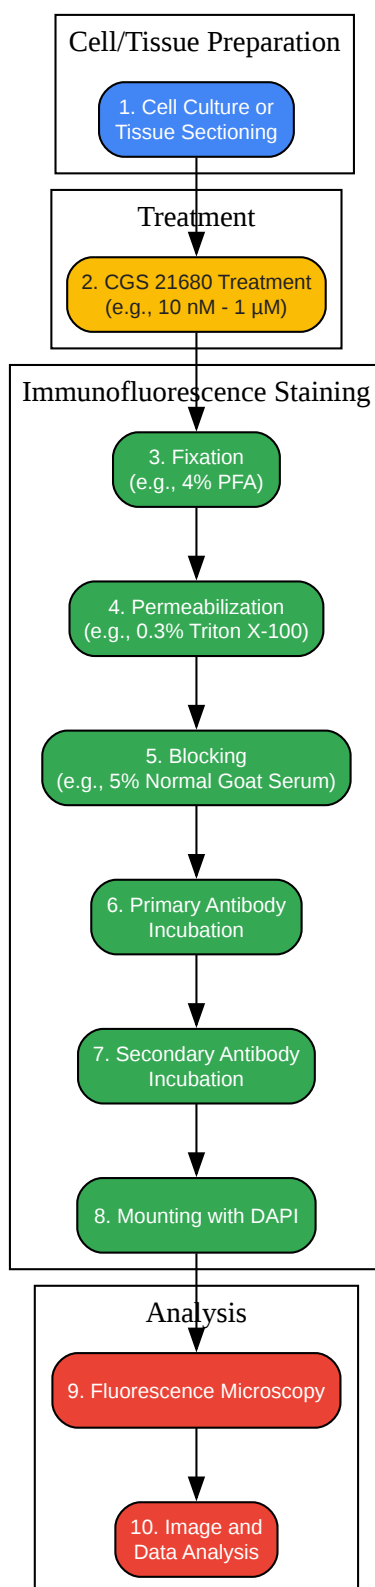 Cell/Tissue Preparation
1. Cell Culture or
Tissue Sectioning
Treatment
2. CGS 21680 Treatment
(e.g., 10 nM - 1 µM)
Immunofluorescence Staining
3. Fixation
(e.g., 4% PFA)
4. Permeabilization
(e.g., 0.3% Triton X-100)
5. Blocking
(e.g., 5% Normal Goat Serum)
6. Primary Antibody
Incubation
7. Secondary Antibody
Incubation
8. Mounting with DAPI
Analysis
9. Fluorescence Microscopy
10. Image and
Data Analysis